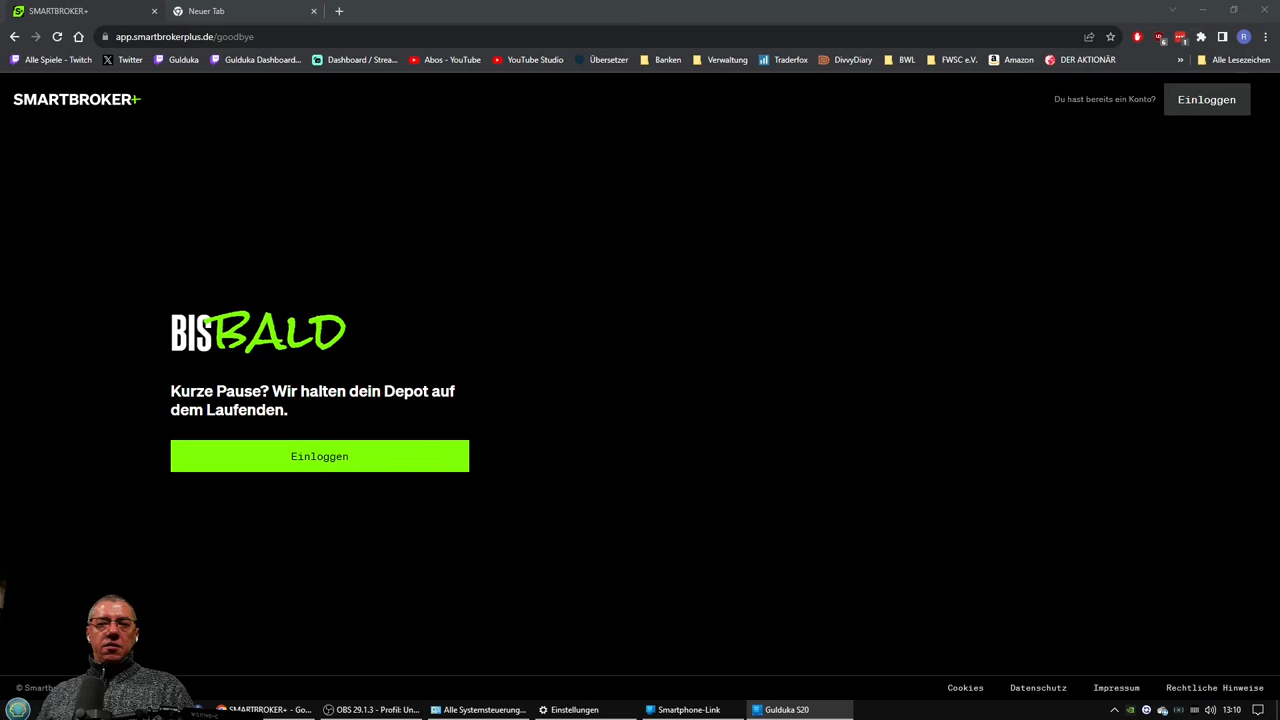 SMARTBROKER+
Neuer Tab
app.smartbrokerplus.de/goodbye
Alle Spiele - Twitch
Twitter
Gulduka
Gulduka Dashboard...
Dashboard / Strea...
Abos - YouTube
YouTube Studio
Übersetzer
Banken
Verwaltung
Traderfox
DivvyDiary
BWL
FWSC e.V.
Amazon
DER AKTIONÄR
»
Alle Lesezeichen
SMARTBROKER+
Du hast bereits ein Konto?
Einloggen
BIS BALD
Kurze Pause? Wir halten dein Depot auf
dem Laufenden.
Einloggen
© Smartb
Cookies
Datenschutz
Impressum
Rechtliche Hinweise
SMARTBROKER+ - Go...
OBS 29.1.3 - Profil: Un...
Alle Systemsteuerung...
Einstellungen
Smartphone-Link
Gulduka S20
13:10